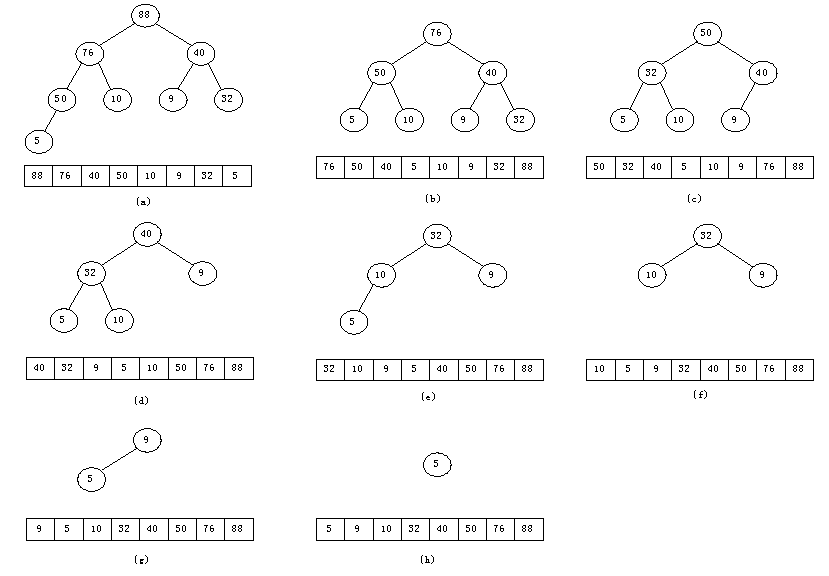 88
76 40
50 10 9 32
5
88 76 40 50 10 9 32 5
(a)
76
50 40
5 10 9 32
76 50 40 5 10 9 32 88
(b)
50
32 40
5 10 9
50 32 40 5 10 9 76 88
(c)
40
32 9
5 10
40 32 9 5 10 50 76 88
(d)
32
10 9
5
32 10 9 5 40 50 76 88
(e)
32
10 9
10 5 9 32 40 50 76 88
(f)
9
5
9 5 10 32 40 50 76 88
(g)
5
5 9 10 32 40 50 76 88
(h)